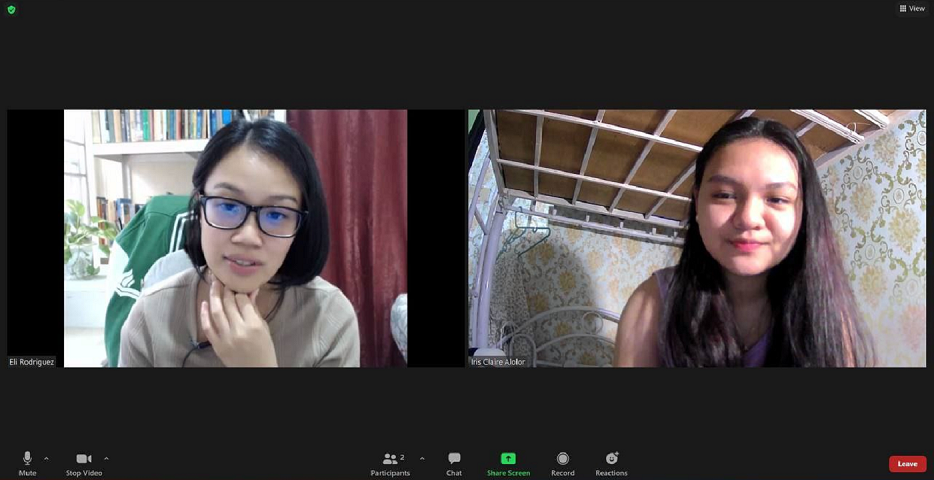 View
Eli Rodriguez
Iris Claire Alolor
Mute
Stop Video
Participants
2
Chat
Share Screen
Record
Reactions
Leave